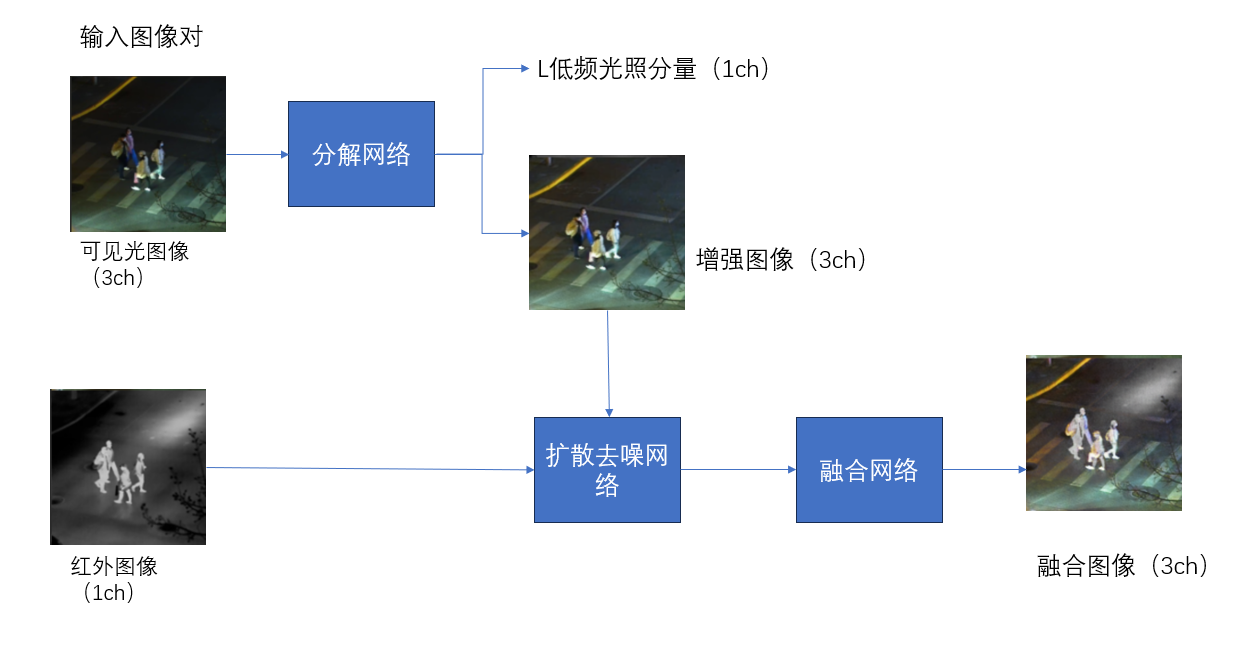 输入图像对
L低频光照分量（1ch）
分解网络
可见光图像
（3ch）
增强图像（3ch）
扩散去噪网
络
融合网络
红外图像
（1ch）
融合图像（3ch）